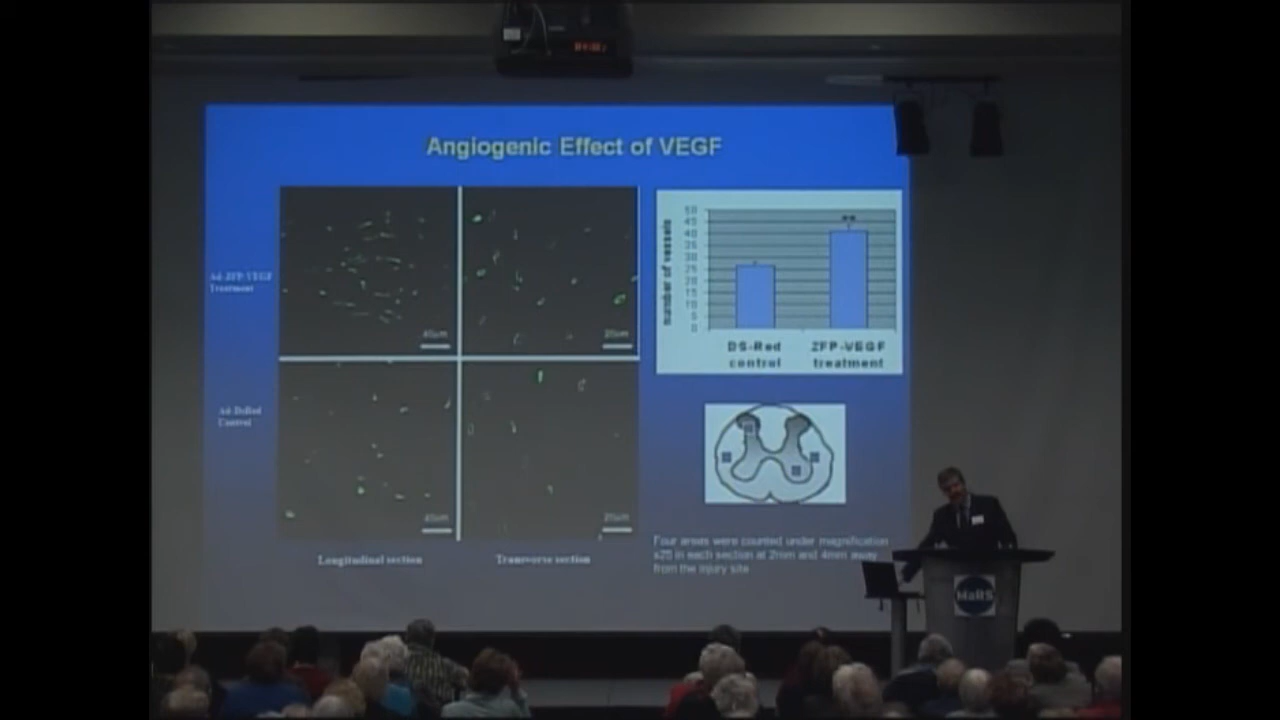 Angiogenic Effect of VEGF
Ad-ZFP-VEGF
Treatment
Ad-DsRed
Control
40µm
20µm
40µm
20µm
Longitudinal section
Transverse section
number of vessels
50
45
40
35
30
25
20
15
10
5
0
**
DS-Red
control
ZFP-VEGF
treatment
Four areas were counted under magnification
x25 in each section at 2mm and 4mm away
from the injury site
MaRS